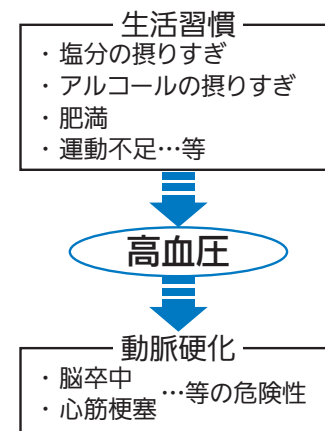 生活習慣
・塩分の摂りすぎ
・アルコールの摂りすぎ
・肥満
・運動不足…等
高血圧
動脈硬化
・脳卒中
・心筋梗塞
…等の危険性